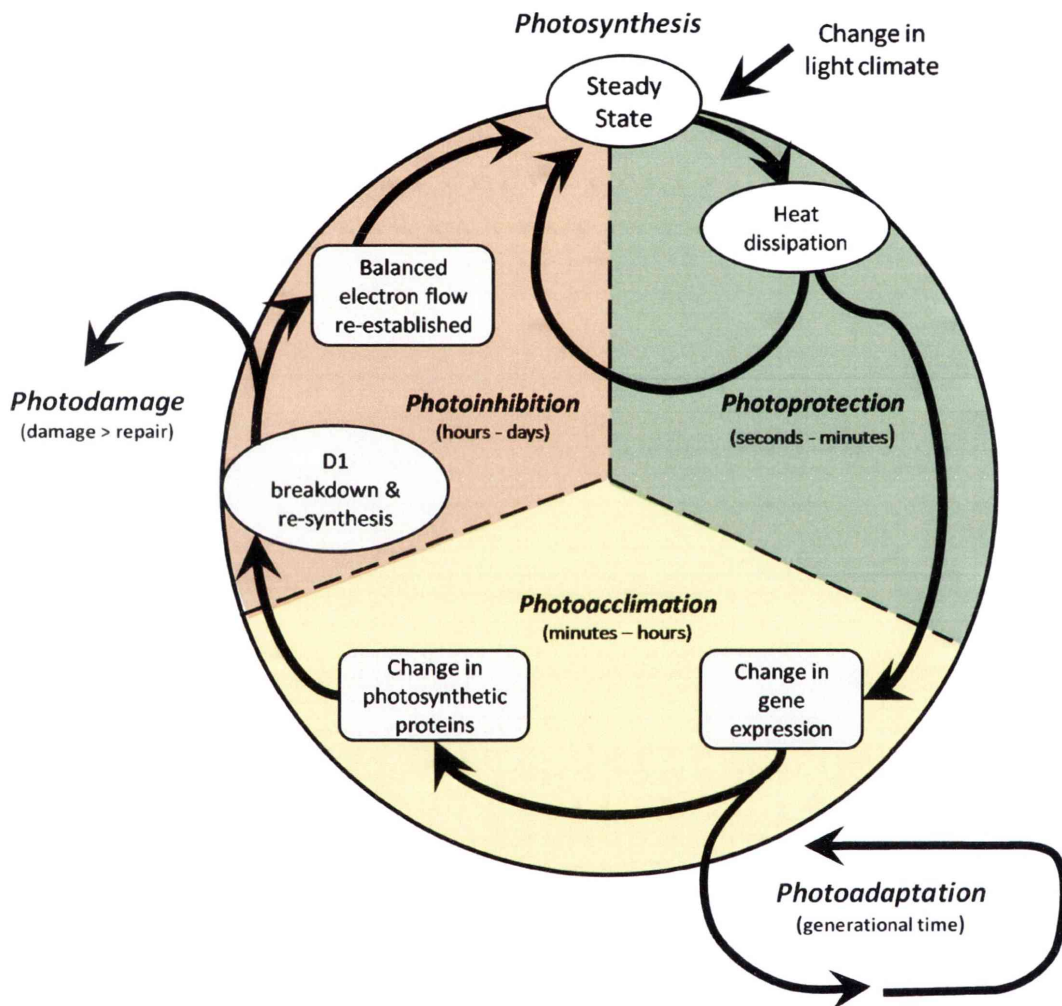 Photosynthesis
Change in
light climate
Steady
State
Heat
dissipation
Balanced
electron flow
re-established
Photodamage
(damage > repair)
Photoinhibition
(hours - days)
Photoprotection
(seconds - minutes)
D1
breakdown &
re-synthesis
Photoacclimation
(minutes – hours)
Change in
photosynthetic
proteins
Change in
gene
expression
Photoadaptation
(generational time)